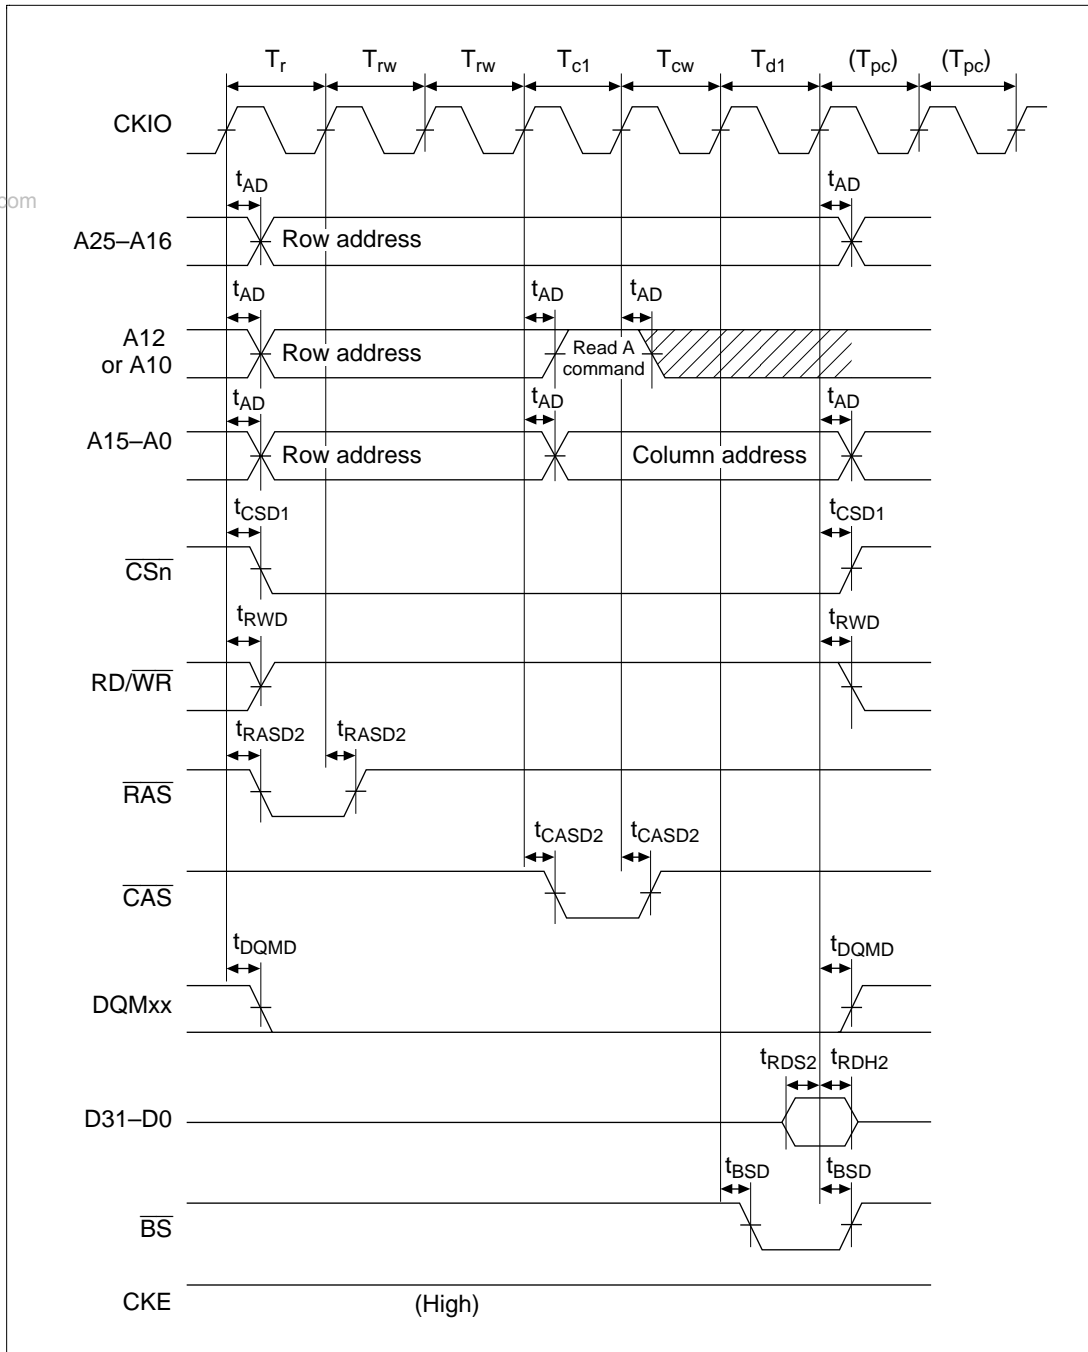 Tr Trw Trw Tc1 Tcw Td1 (Tpc) (Tpc)
CKIO
com
tAD tAD
A25–A16 Row address
tAD tAD tAD
A12 or A10 Row address Read A command
tAD tAD tAD
A15–A0 Row address Column address
tCSD1 tCSD1
CSn
tRWD tRWD
RD/WR
tRASD2 tRASD2
RAS
tCASD2 tCASD2
CAS
tDQMD tDQMD
DQMxx
tRDS2 tRDH2
D31–D0
tBSD tBSD
BS
CKE (High)